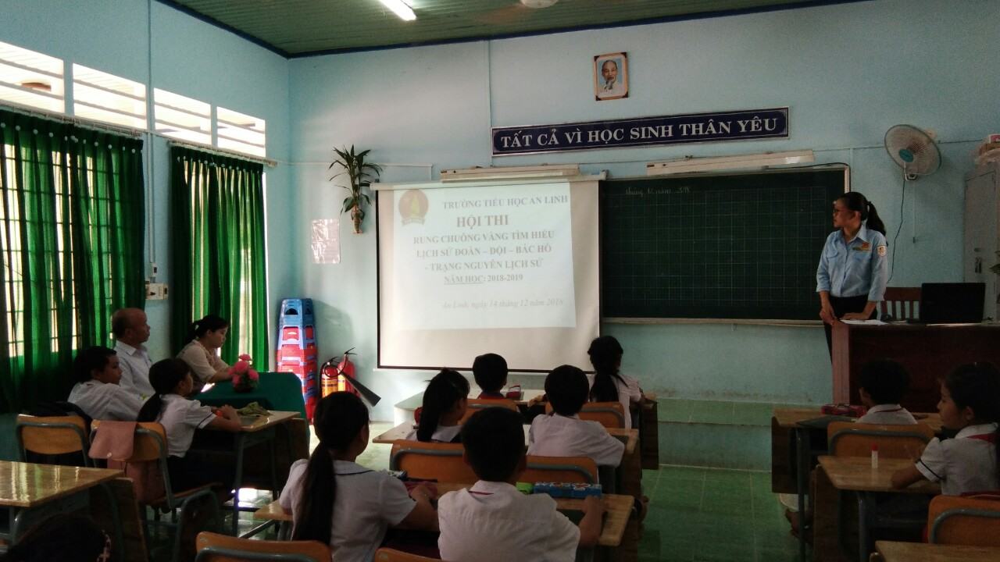 TẤT CẢ VÌ HỌC SINH THÂN YÊU
TRƯỜNG TIỂU HỌC AN LINH
HỘI THI
RUNG CHUÔNG VÀNG TÌM HIỂU
LỊCH SỬ ĐOÀN – ĐỘI – BÁC HỒ
- TRẠNG NGUYÊN LỊCH SỬ
NĂM HỌC: 2018-2019
An Linh, ngày 14 tháng 12 năm 2018
tháng 12 năm 2018